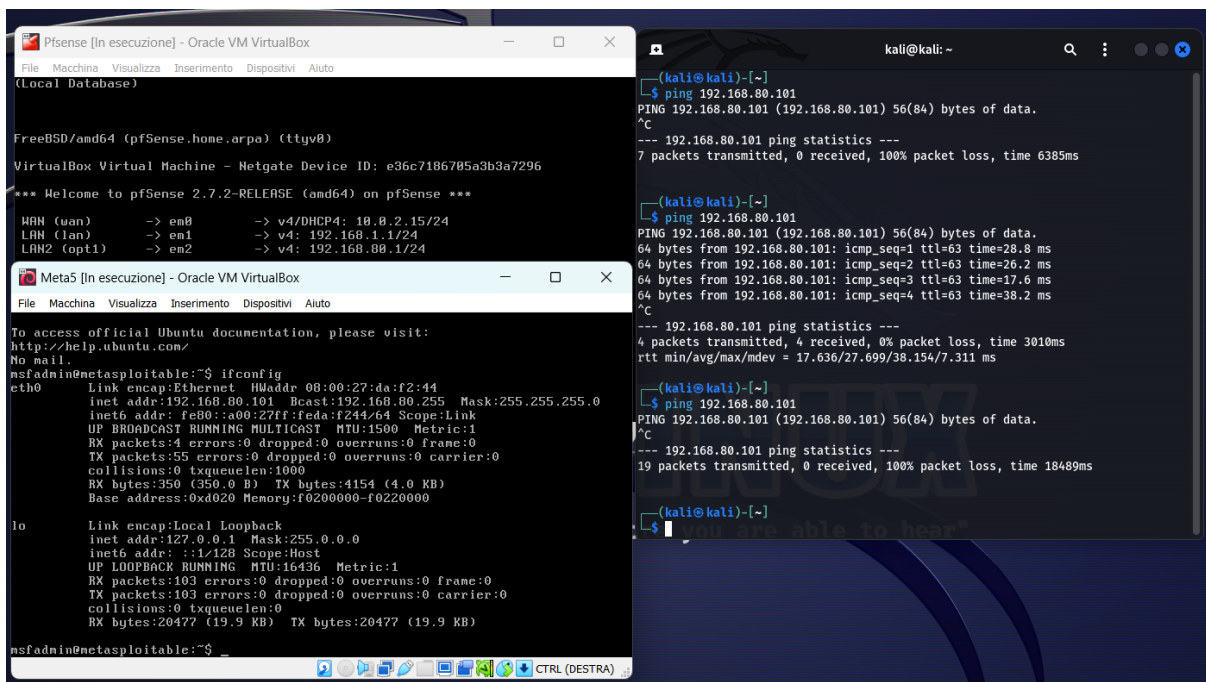 Pfsense [In esecuzione] - Oracle VM VirtualBox
File Macchina Visualizza Inserimento Dispositivi Aiuto
(Local Database)
FreeBSD/amd64 (pfSense.home.arpa) (ttyv0)
VirtualBox Virtual Machine - Netgate Device ID: e36c7186705a3b3a7296
*** Welcome to pfSense 2.7.2-RELEASE (amd64) on pfSense ***
WAN (wan) -> em0 -> v4/DHCP4: 10.0.2.15/24
LAN (lan) -> em1 -> v4: 192.168.1.1/24
LAN2 (opt1) -> em2 -> v4: 192.168.80.1/24
Meta5 [In esecuzione] - Oracle VM VirtualBox
File Macchina Visualizza Inserimento Dispositivi Aiuto
To access official Ubuntu documentation, please visit:
http://help.ubuntu.com/
No mail.
msfadmin@metasploitable:~$ ifconfig
eth0 Link encap:Ethernet HWaddr 08:00:27:da:f2:44
inet addr:192.168.80.101 Bcast:192.168.80.255 Mask:255.255.255.0
inet6 addr: fe80::a00:27ff:feda:f244/64 Scope:Link
UP BROADCAST RUNNING MULTICAST MTU:1500 Metric:1
RX packets:4 errors:0 dropped:0 overruns:0 frame:0
TX packets:55 errors:0 dropped:0 overruns:0 carrier:0
collisions:0 txqueuelen:1000
RX bytes:350 (350.0 B) TX bytes:4154 (4.0 KB)
Base address:0xd020 Memory:f0200000-f0220000
lo Link encap:Local Loopback
inet addr:127.0.0.1 Mask:255.0.0.0
inet6 addr: ::1/128 Scope:Host
UP LOOPBACK RUNNING MTU:16436 Metric:1
RX packets:103 errors:0 dropped:0 overruns:0 frame:0
TX packets:103 errors:0 dropped:0 overruns:0 carrier:0
collisions:0 txqueuelen:0
RX bytes:20477 (19.9 KB) TX bytes:20477 (19.9 KB)
msfadmin@metasploitable:~$ _
CTRL (DESTRA)
kali@kali: ~
(kali㉿kali)-[~]
$ ping 192.168.80.101
PING 192.168.80.101 (192.168.80.101) 56(84) bytes of data.
^C
--- 192.168.80.101 ping statistics ---
7 packets transmitted, 0 received, 100% packet loss, time 6385ms
(kali㉿kali)-[~]
$ ping 192.168.80.101
PING 192.168.80.101 (192.168.80.101) 56(84) bytes of data.
64 bytes from 192.168.80.101: icmp_seq=1 ttl=63 time=28.8 ms
64 bytes from 192.168.80.101: icmp_seq=2 ttl=63 time=26.2 ms
64 bytes from 192.168.80.101: icmp_seq=3 ttl=63 time=17.6 ms
64 bytes from 192.168.80.101: icmp_seq=4 ttl=63 time=38.2 ms
^C
--- 192.168.80.101 ping statistics ---
4 packets transmitted, 4 received, 0% packet loss, time 3010ms
rtt min/avg/max/mdev = 17.636/27.699/38.154/7.311 ms
(kali㉿kali)-[~]
$ ping 192.168.80.101
PING 192.168.80.101 (192.168.80.101) 56(84) bytes of data.
^C
--- 192.168.80.101 ping statistics ---
19 packets transmitted, 0 received, 100% packet loss, time 18489ms
(kali㉿kali)-[~]
$
you are able to hear"